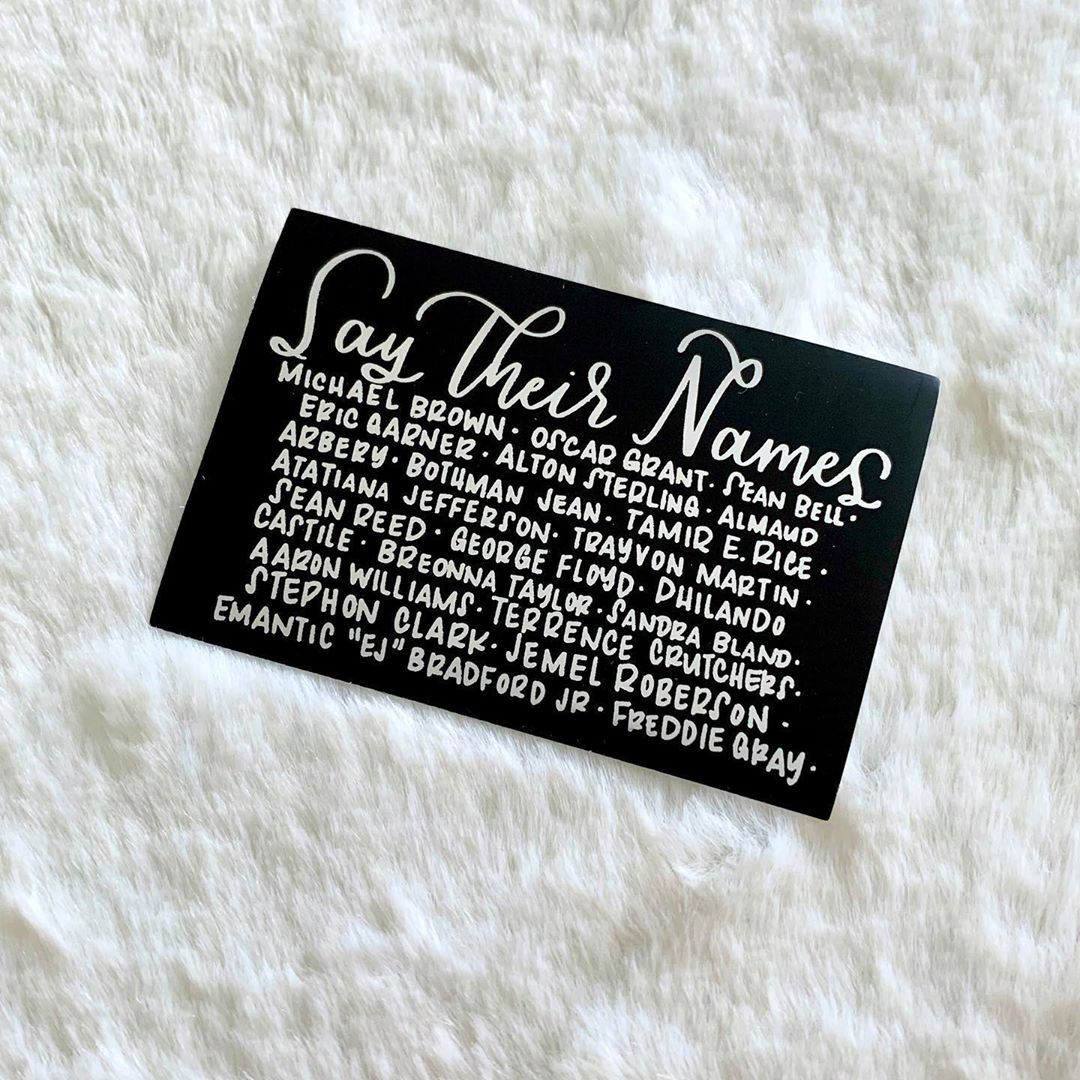 Say Their Names
MICHAEL BROWN · OSCAR GRANT · SEAN BELL ·
ERIC GARNER · ALTON STERLING · ALMAUD
ARBERY · BOTHMAN JEAN · TAMIR E. RICE ·
ATATIANA JEFFERSON · TRAYVON MARTIN ·
SEAN REED · GEORGE FLOYD · PHILANDO
CASTILE · BREONNA TAYLOR · SANDRA BLAND ·
AARON WILLIAMS · TERRENCE CRUTCHERS ·
STEPHON CLARK · JEMEL ROBERSON ·
EMANTIC "EJ" BRADFORD JR · FREDDIE GRAY ·